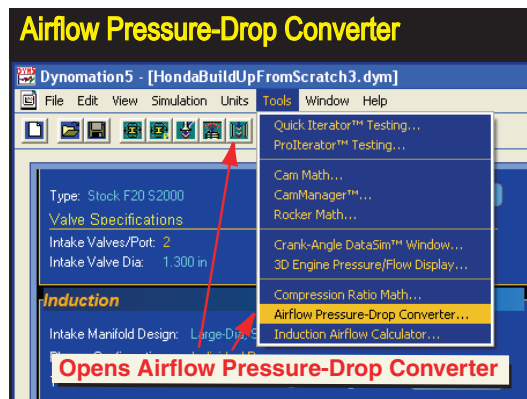 Airflow Pressure-Drop Converter
Dynomation5 - [HondaBuildUpFromScratch3.dym]
File Edit View Simulation Units Tools Window Help
Quick Iterator™ Testing...
ProIterator™ Testing...
Cam Math...
CamManager™...
Rocker Math...
Crank-Angle DataSim™ Window...
3D Engine Pressure/Flow Display...
Compression Ratio Math...
Airflow Pressure-Drop Converter...
Induction Airflow Calculator...
Type: Stock F20 S2000
Valve Specifications
Intake Valves/Port: 2
Intake Valve Dia: 1.300 in
Induction
Intake Manifold Design: Large-Dia,
Opens Airflow Pressure-Drop Converter